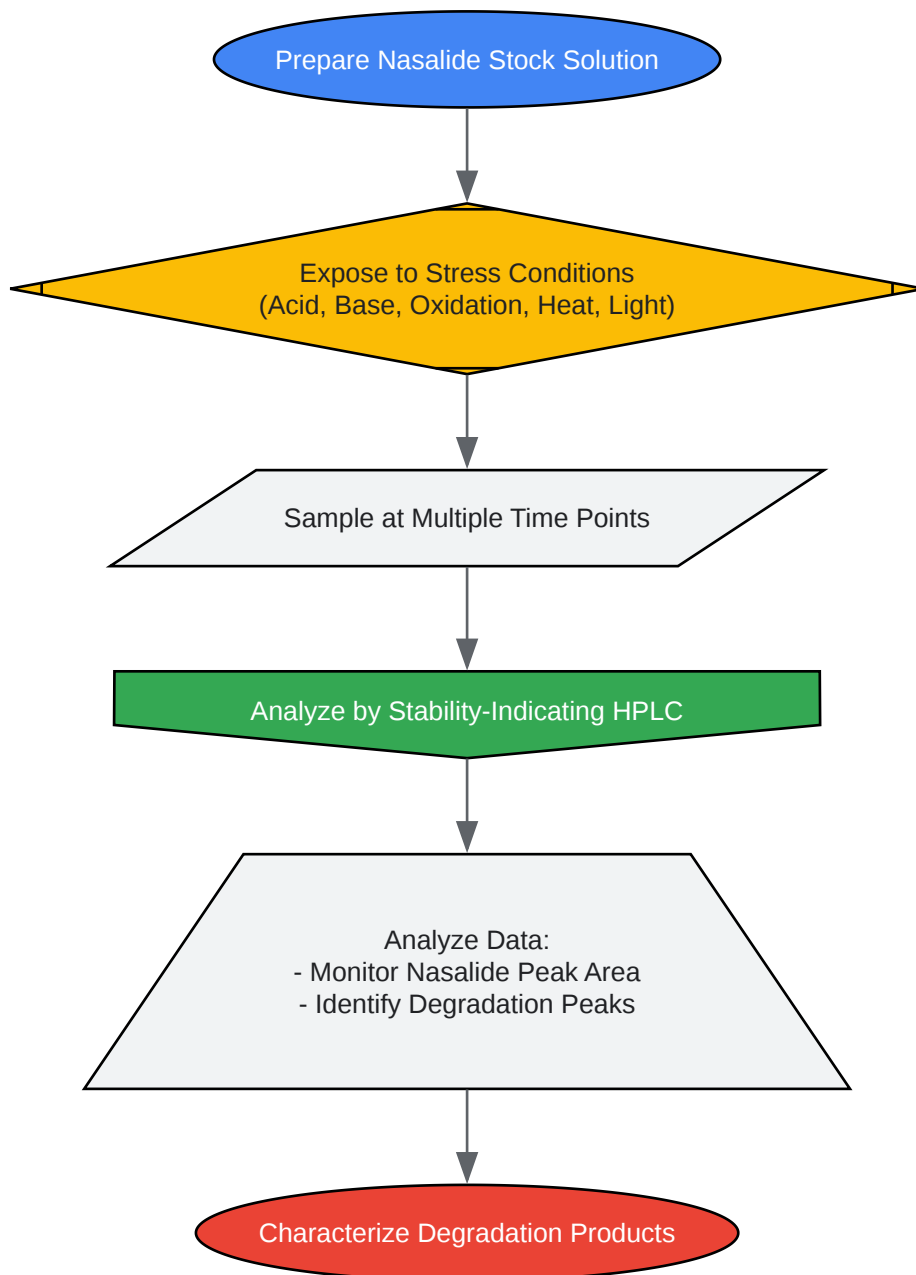 Prepare Nasalide Stock Solution
Expose to Stress Conditions
(Acid, Base, Oxidation, Heat, Light)
Sample at Multiple Time Points
Analyze by Stability-Indicating HPLC
Analyze Data:
- Monitor Nasalide Peak Area
- Identify Degradation Peaks
Characterize Degradation Products